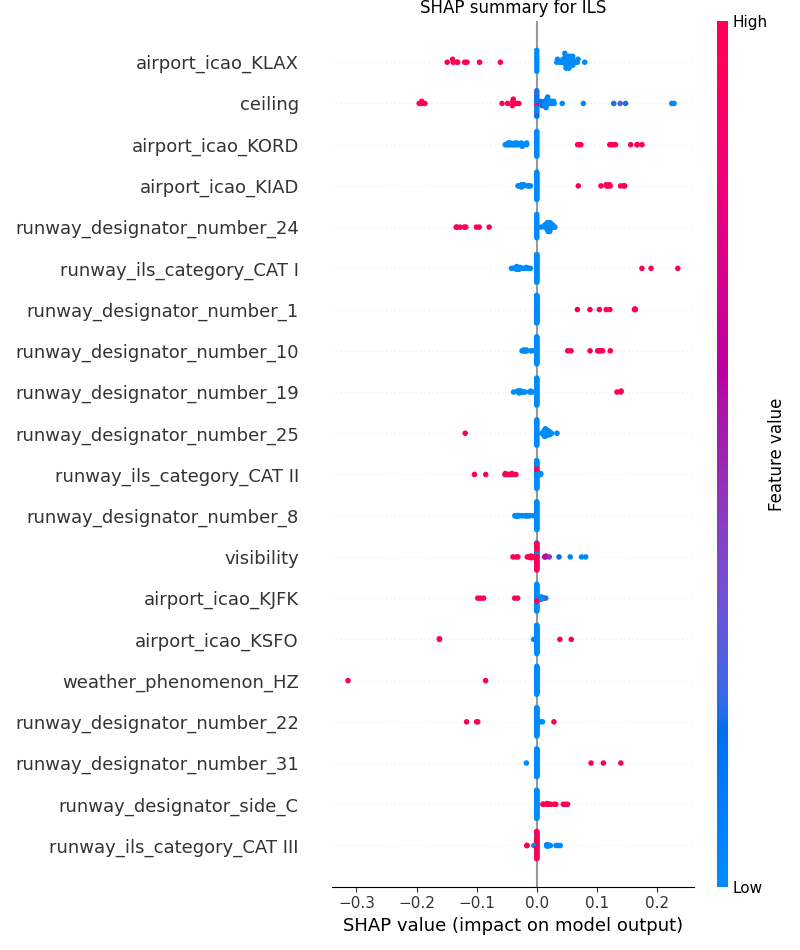 SHAP summary for ILS
High
airport_icao_KLAX
ceiling
airport_icao_KORD
airport_icao_KIAD
runway_designator_number_24
runway_ils_category_CAT I
runway_designator_number_1
runway_designator_number_10
runway_designator_number_19
runway_designator_number_25
runway_ils_category_CAT II
runway_designator_number_8
visibility
airport_icao_KJFK
airport_icao_KSFO
weather_phenomenon_HZ
runway_designator_number_22
runway_designator_number_31
runway_designator_side_C
runway_ils_category_CAT III
Feature value
Low
−0.3 −0.2 −0.1 0.0 0.1 0.2
SHAP value (impact on model output)